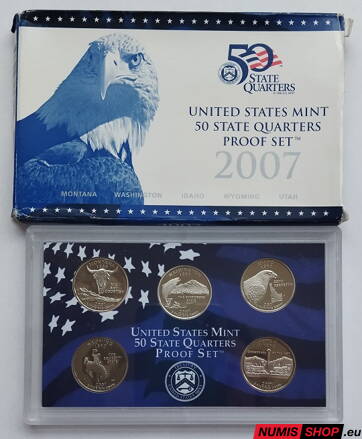 50
STATE
QUARTERS
UNITED STATES MINT
50 STATE QUARTERS
PROOF SET™
2007
MONTANA WASHINGTON IDAHO WYOMING UTAH
UNITED STATES MINT
50 STATE QUARTERS
PROOF SET™
NUMIS SHOP.eu